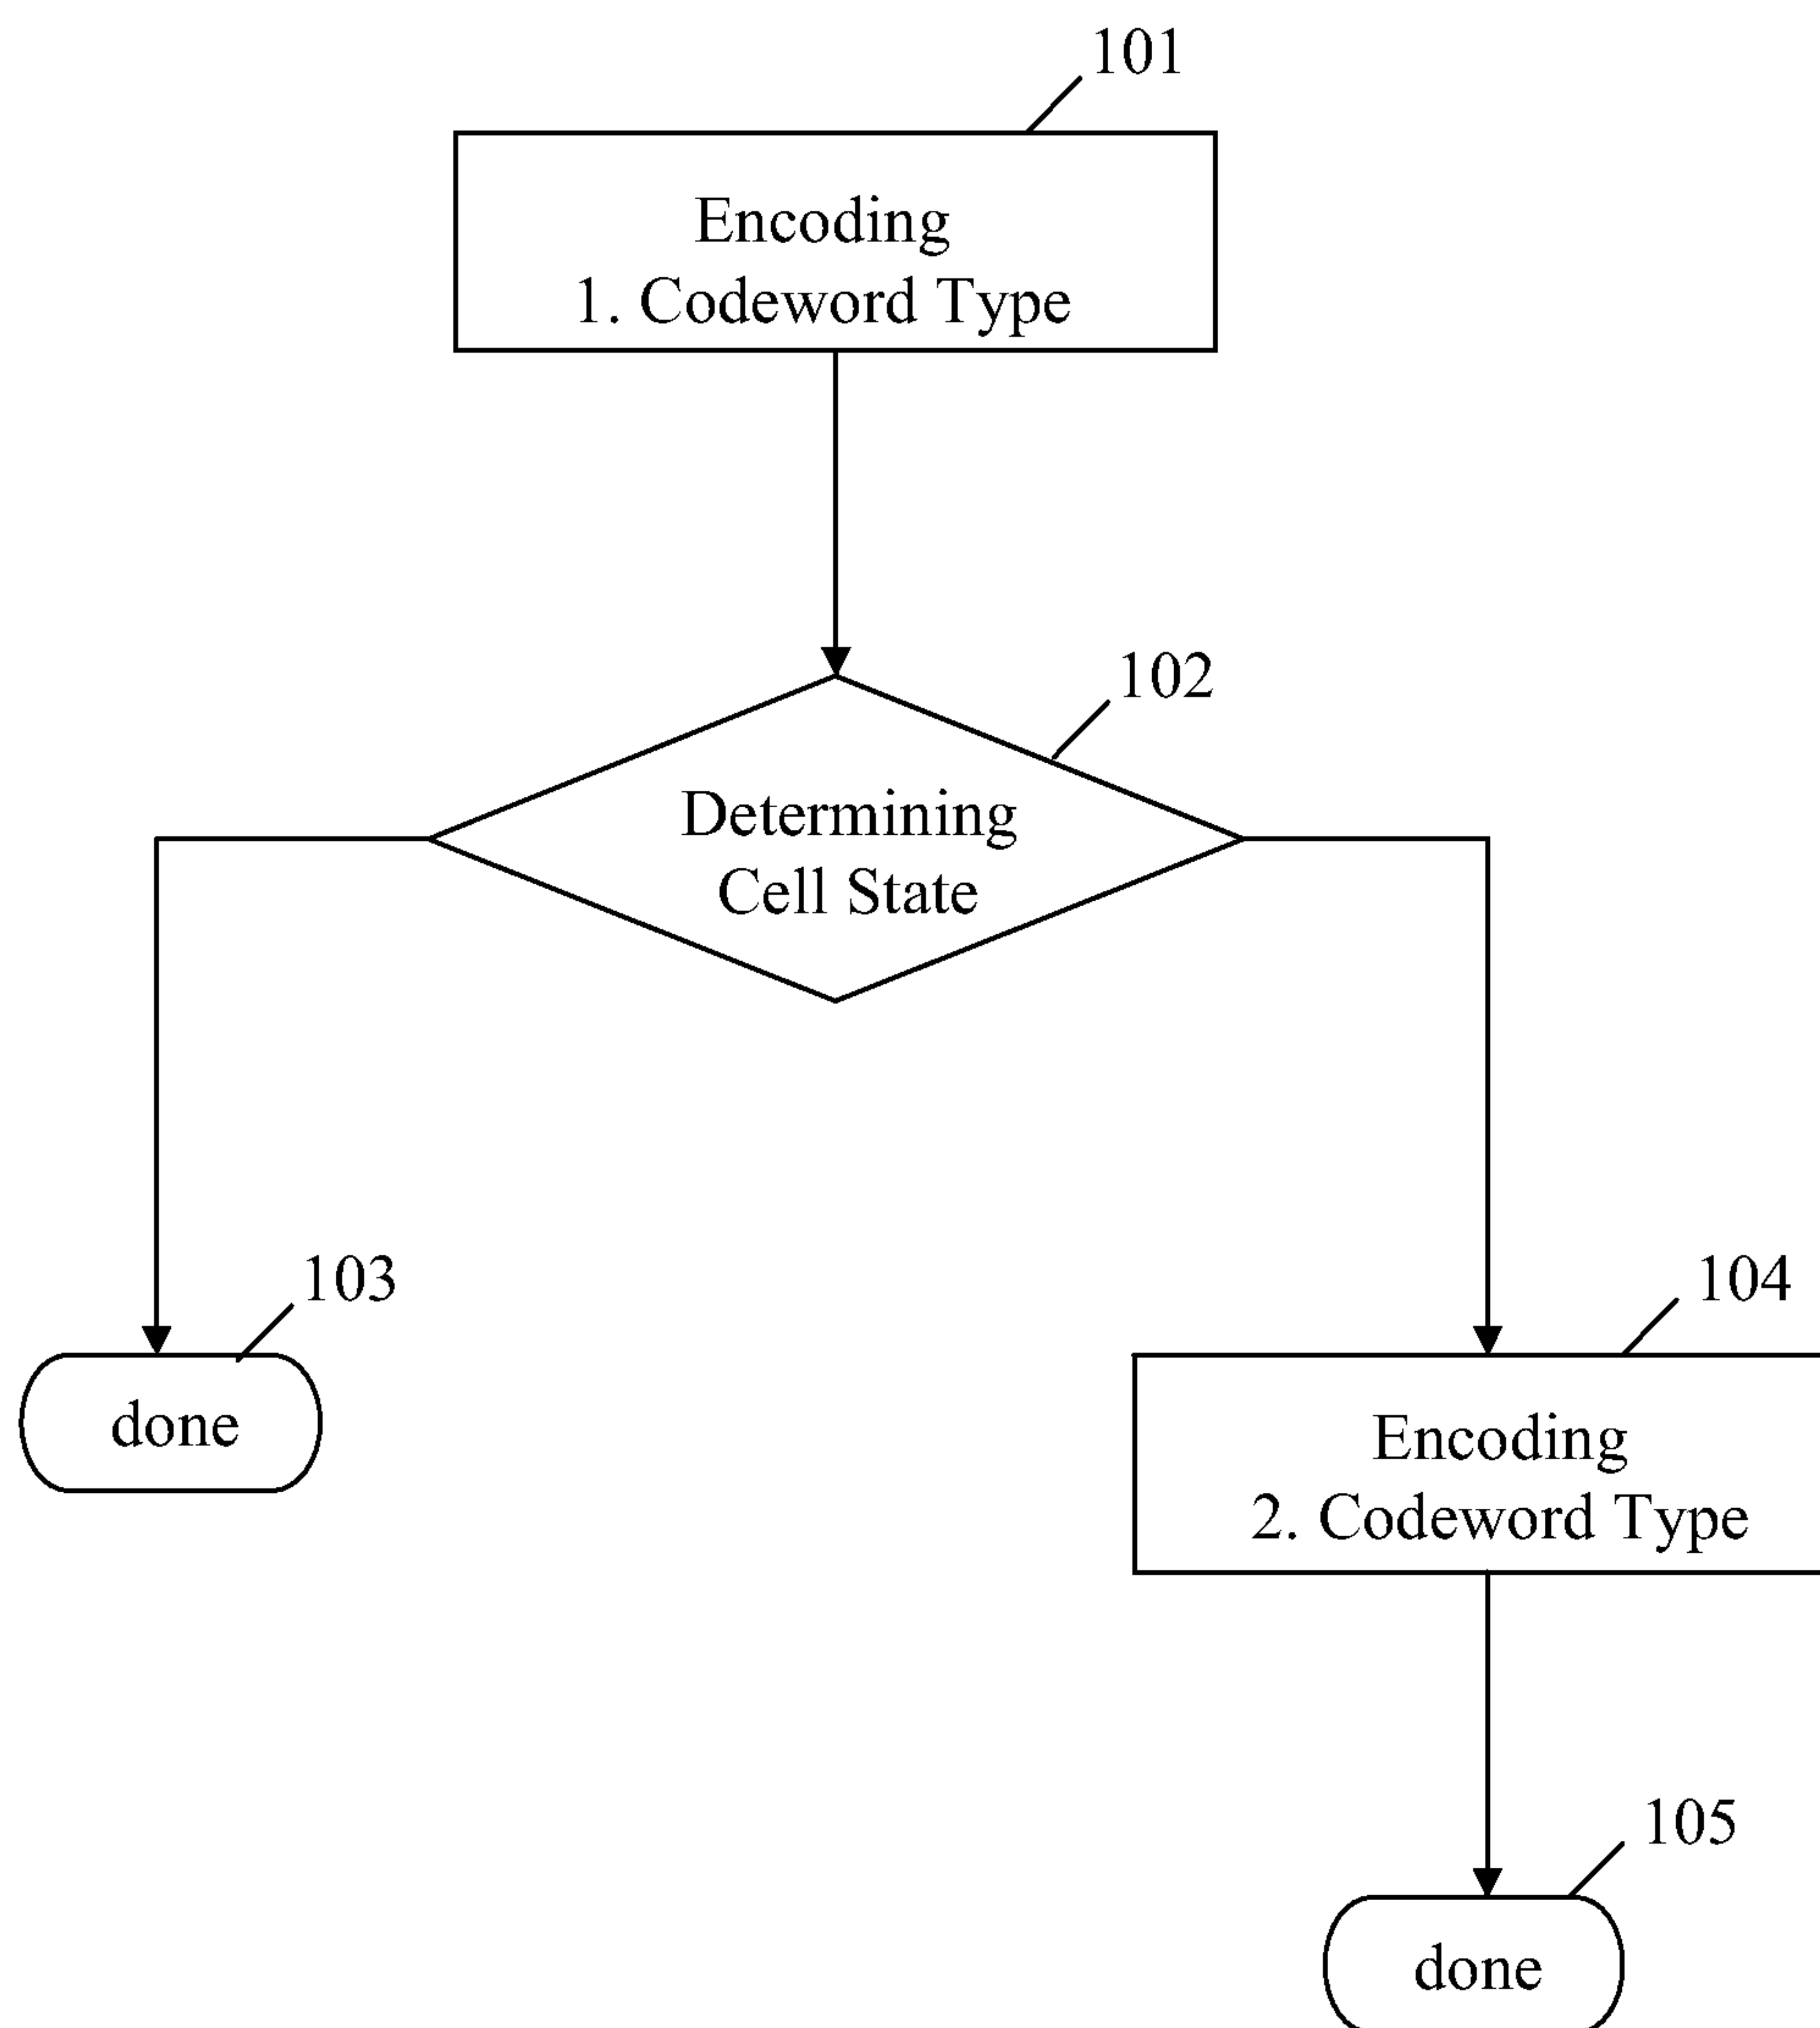 101
Encoding
1. Codeword Type
102
Determining
Cell State
103
done
104
Encoding
2. Codeword Type
105
done